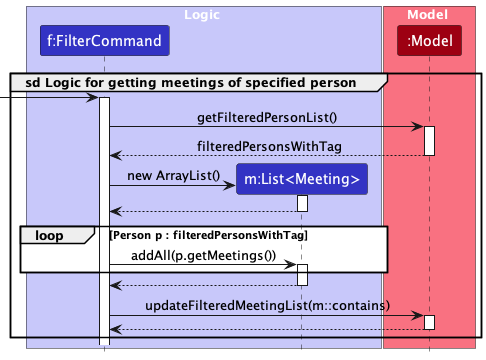 Logic
Model
f:FilterCommand
:Model
sd Logic for getting meetings of specified person
getFilteredPersonList()
filteredPersonsWithTag
new ArrayList()
m:List<Meeting>
loop
[Person p : filteredPersonsWithTag]
addAll(p.getMeetings())
updateFilteredMeetingList(m::contains)